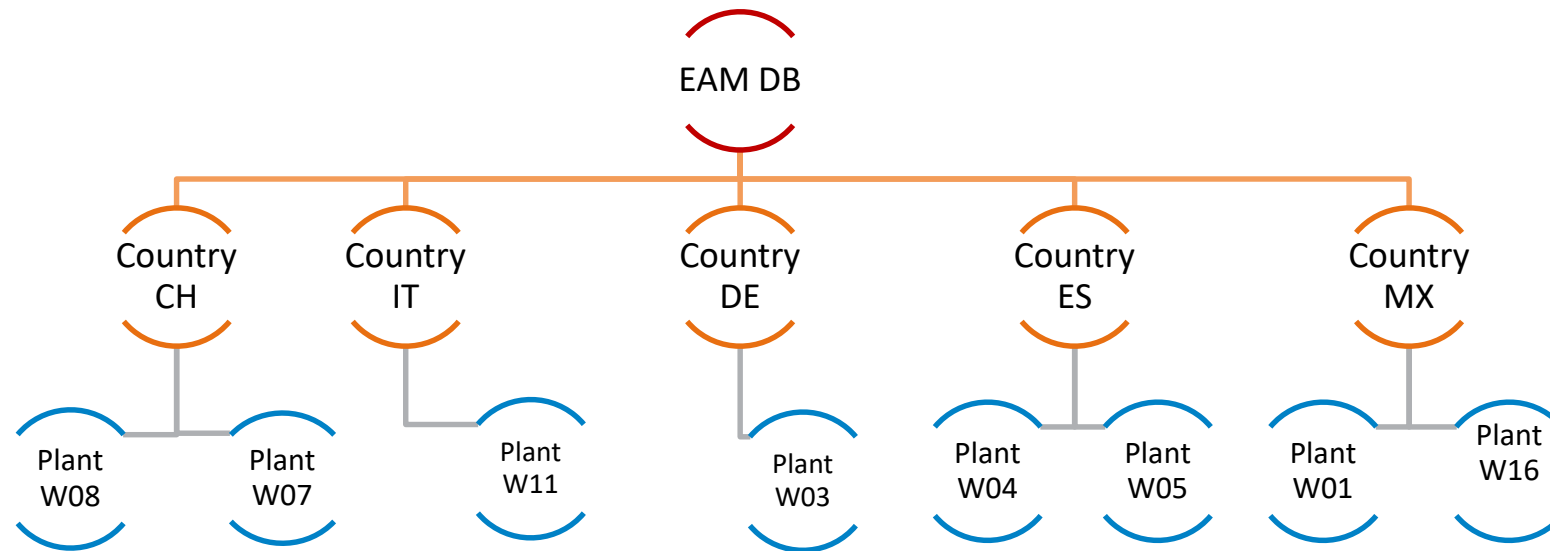 EAM DB
Country
CH
Country
IT
Country
DE
Country
ES
Country
MX
Plant
W08
Plant
W07
Plant
W11
Plant
W03
Plant
W04
Plant
W05
Plant
W01
Plant
W16